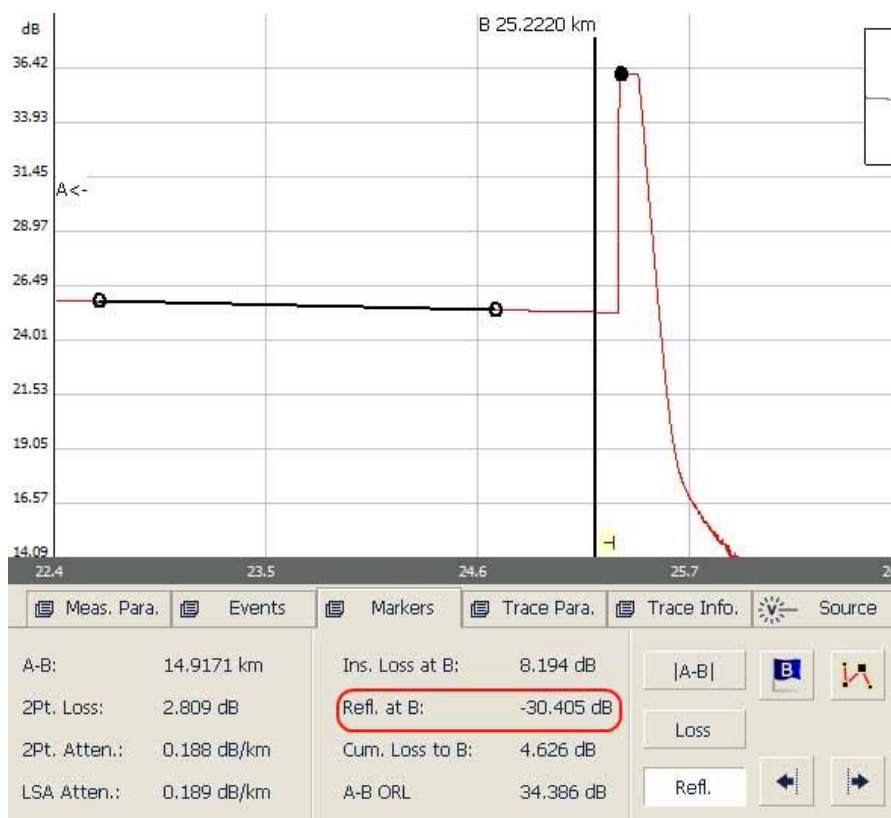 dB
B 25.2220 km
36.42
33.93
31.45
A<-
28.97
26.49
24.01
21.53
19.05
16.57
14.09
22.4 23.5 24.6 25.7 2
Meas. Para. Events Markers Trace Para. Trace Info. Source
A-B: 14.9171 km Ins. Loss at B: 8.194 dB |A-B| B
2Pt. Loss: 2.809 dB Refl. at B: -30.405 dB Loss
2Pt. Atten.: 0.188 dB/km Cum. Loss to B: 4.626 dB
LSA Atten.: 0.189 dB/km A-B ORL 34.386 dB Refl.